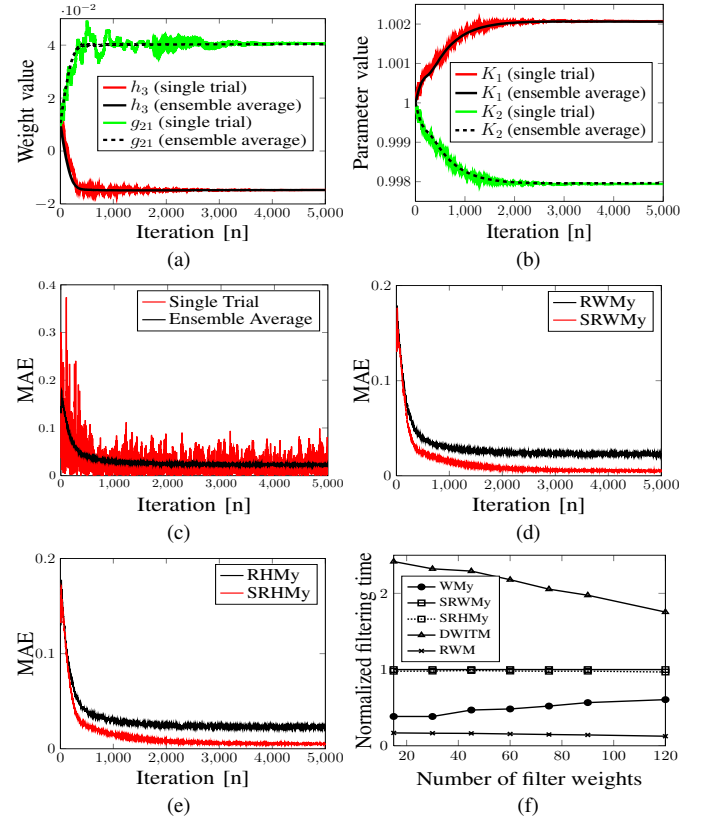 ·10⁻²
6
4
2
0
−2
Weight value
h₃ (single trial)
h₃ (ensemble average)
g₂₁ (single trial)
g₂₁ (ensemble average)
0 1,000 2,000 3,000 4,000 5,000
Iteration [n]
(a)
1.002
1.001
1
0.999
0.998
Parameter value
K₁ (single trial)
K₁ (ensemble average)
K₂ (single trial)
K₂ (ensemble average)
0 1,000 2,000 3,000 4,000 5,000
Iteration [n]
(b)
0.4
0.3
0.2
0.1
0
MAE
Single Trial
Ensemble Average
0 1,000 2,000 3,000 4,000 5,000
Iteration [n]
(c)
0.2
0.1
0
MAE
RWMy
SRWMy
0 1,000 2,000 3,000 4,000 5,000
Iteration [n]
(d)
0.2
0.1
0
MAE
RHMy
SRHMy
0 1,000 2,000 3,000 4,000 5,000
Iteration [n]
(e)
2
1
0
Normalized filtering time
WMy
SRWMy
SRHMy
DWITM
RWM
20 40 60 80 100 120
Number of filter weights
(f)